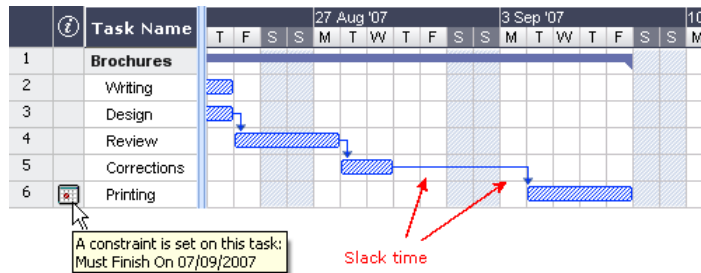 27 Aug '07 3 Sep '07 10
i Task Name T F S S M T W T F S S M T W T F S S M
1 Brochures
2 Writing
3 Design
4 Review
5 Corrections
6 Printing
A constraint is set on this task:
Must Finish On 07/09/2007
Slack time